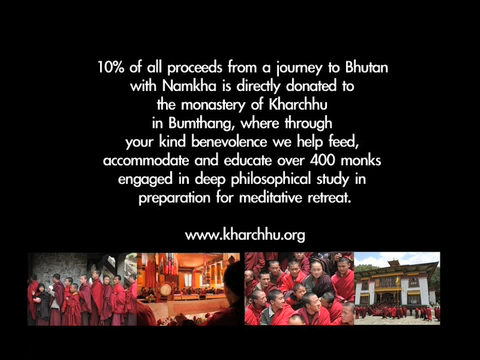 10% of all proceeds from a journey to Bhutan
with Namkha is directly donated to
the monastery of Kharchhu
in Bumthang, where through
your kind benevolence we help feed,
accommodate and educate over 400 monks
engaged in deep philosophical study in
preparation for meditative retreat.
www.kharchhu.org